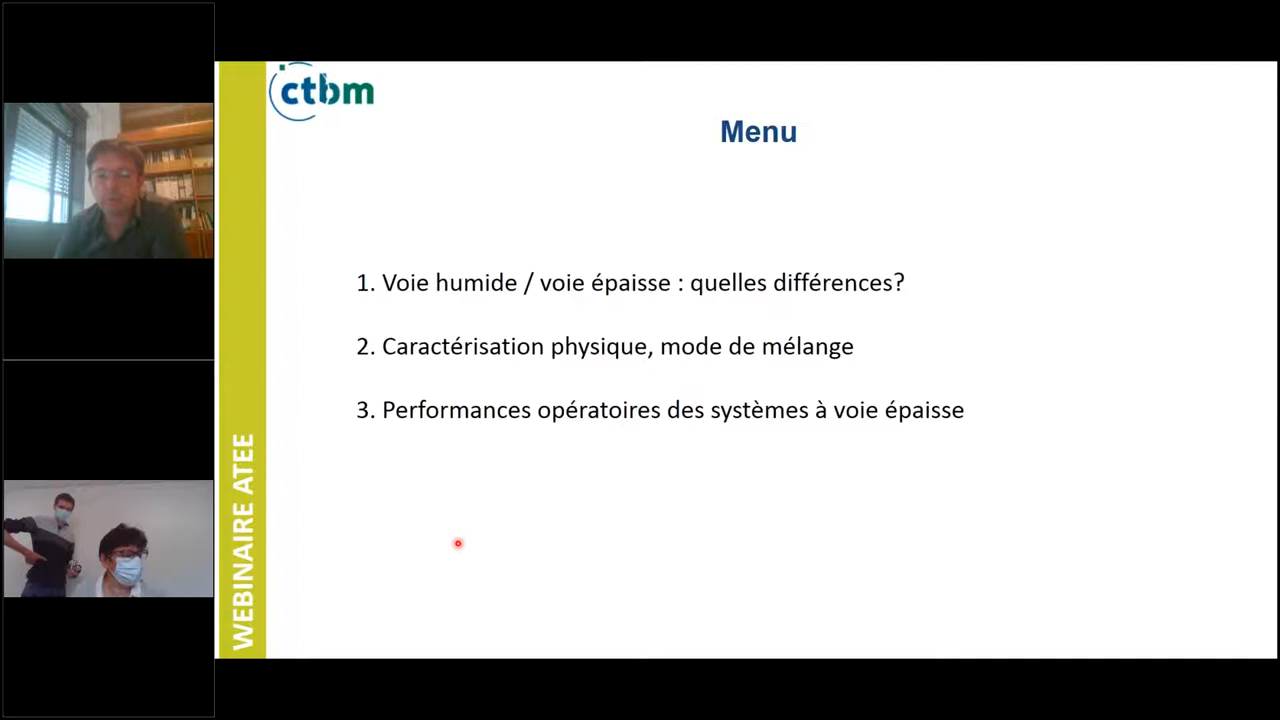 ctbm
Menu
1. Voie humide / voie épaisse : quelles différences?
2. Caractérisation physique, mode de mélange
3. Performances opératoires des systèmes à voie épaisse
WEBINAIRE ATEE